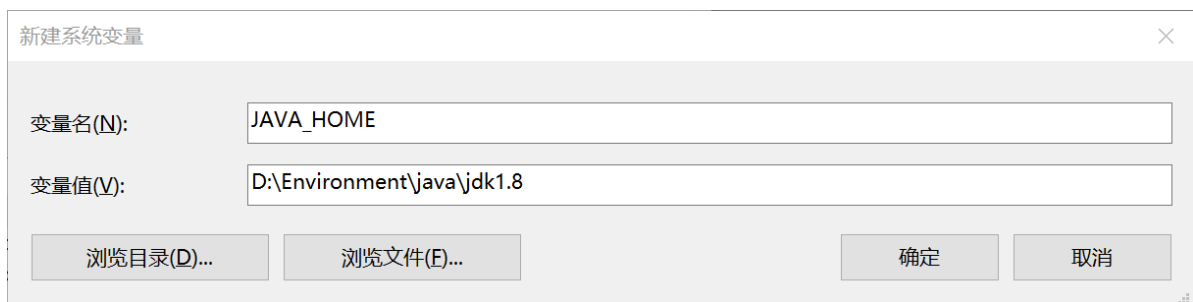 新建系统变量
变量名(N):
JAVA_HOME
变量值(V):
D:\Environment\java\jdk1.8
浏览目录(D)...
浏览文件(F)...
确定
取消